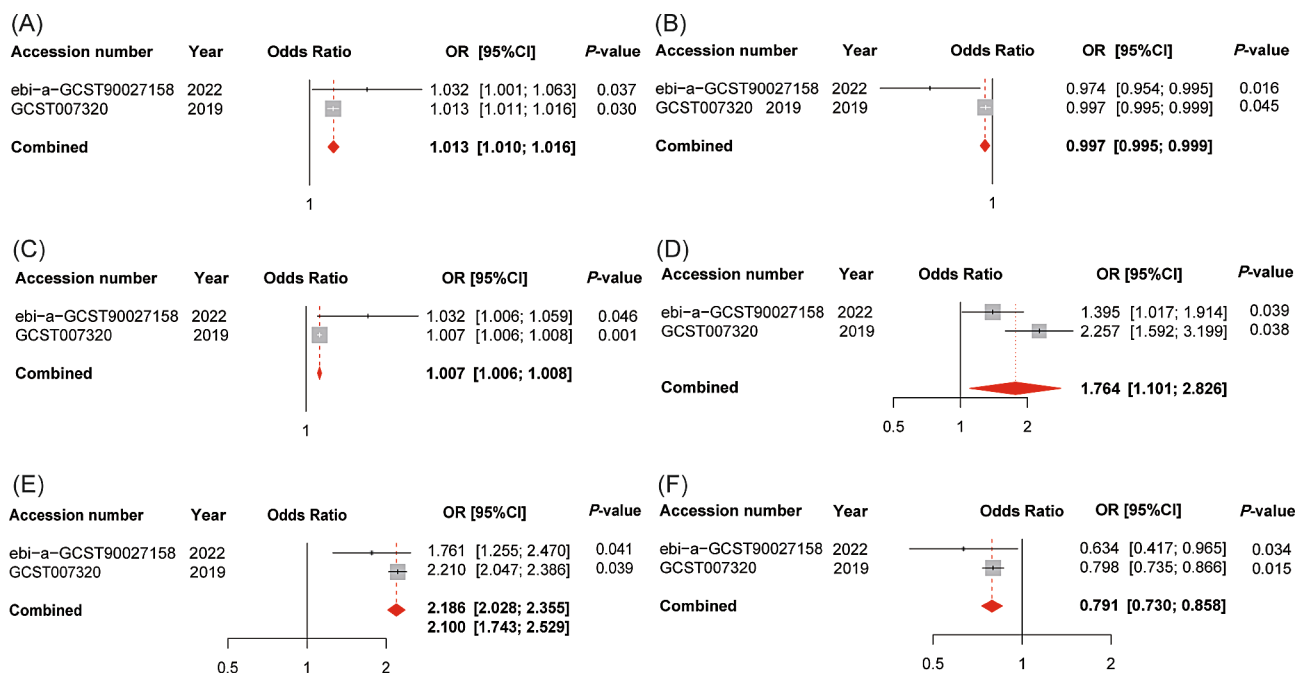 (A)
Accession number Year Odds Ratio OR [95%CI] P-value
ebi-a-GCST90027158 2022 1.032 [1.001; 1.063] 0.037
GCST007320 2019 1.013 [1.011; 1.016] 0.030
Combined 1.013 [1.010; 1.016]
1
(B)
Accession number Year Odds Ratio OR [95%CI] P-value
ebi-a-GCST90027158 2022 0.974 [0.954; 0.995] 0.016
GCST007320 2019 2019 0.997 [0.995; 0.999] 0.045
Combined 0.997 [0.995; 0.999]
1
(C)
Accession number Year Odds Ratio OR [95%CI] P-value
ebi-a-GCST90027158 2022 1.032 [1.006; 1.059] 0.046
GCST007320 2019 1.007 [1.006; 1.008] 0.001
Combined 1.007 [1.006; 1.008]
1
(D)
Accession number Year Odds Ratio OR [95%CI] P-value
ebi-a-GCST90027158 2022 1.395 [1.017; 1.914] 0.039
GCST007320 2019 2.257 [1.592; 3.199] 0.038
Combined 1.764 [1.101; 2.826]
0.5 1 2
(E)
Accession number Year Odds Ratio OR [95%CI] P-value
ebi-a-GCST90027158 2022 1.761 [1.255; 2.470] 0.041
GCST007320 2019 2.210 [2.047; 2.386] 0.039
Combined 2.186 [2.028; 2.355]
2.100 [1.743; 2.529]
0.5 1 2
(F)
Accession number Year Odds Ratio OR [95%CI] P-value
ebi-a-GCST90027158 2022 0.634 [0.417; 0.965] 0.034
GCST007320 2019 0.798 [0.735; 0.866] 0.015
Combined 0.791 [0.730; 0.858]
0.5 1 2